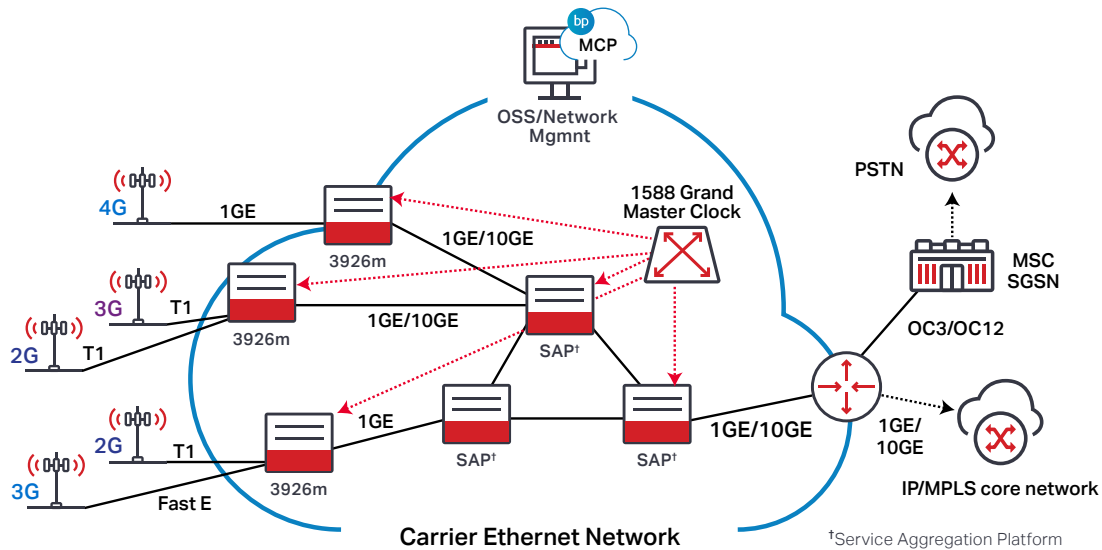 bp
MCP
OSS/Network
Mgmnt
PSTN
4G
1GE
3926m
1GE/10GE
1588 Grand
Master Clock
MSC
SGSN
3G
T1
3926m
1GE/10GE
SAP†
OC3/OC12
2G
T1
2G
T1
3926m
1GE
SAP†
SAP†
1GE/10GE
1GE/
10GE
3G
Fast E
IP/MPLS core network
Carrier Ethernet Network
†Service Aggregation Platform